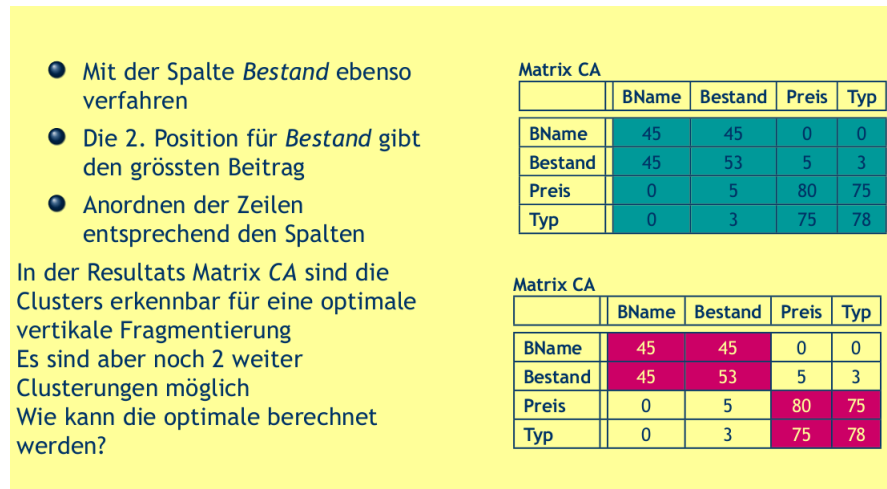 Mit der Spalte Bestand ebenso
verfahren
Die 2. Position für Bestand gibt
den grössten Beitrag
Anordnen der Zeilen
entsprechend den Spalten
In der Resultats Matrix CA sind die
Clusters erkennbar für eine optimale
vertikale Fragmentierung
Es sind aber noch 2 weiter
Clusterungen möglich
Wie kann die optimale berechnet
werden?
Matrix CA
BName Bestand Preis Typ
BName 45 45 0 0
Bestand 45 53 5 3
Preis 0 5 80 75
Typ 0 3 75 78
Matrix CA
BName Bestand Preis Typ
BName 45 45 0 0
Bestand 45 53 5 3
Preis 0 5 80 75
Typ 0 3 75 78